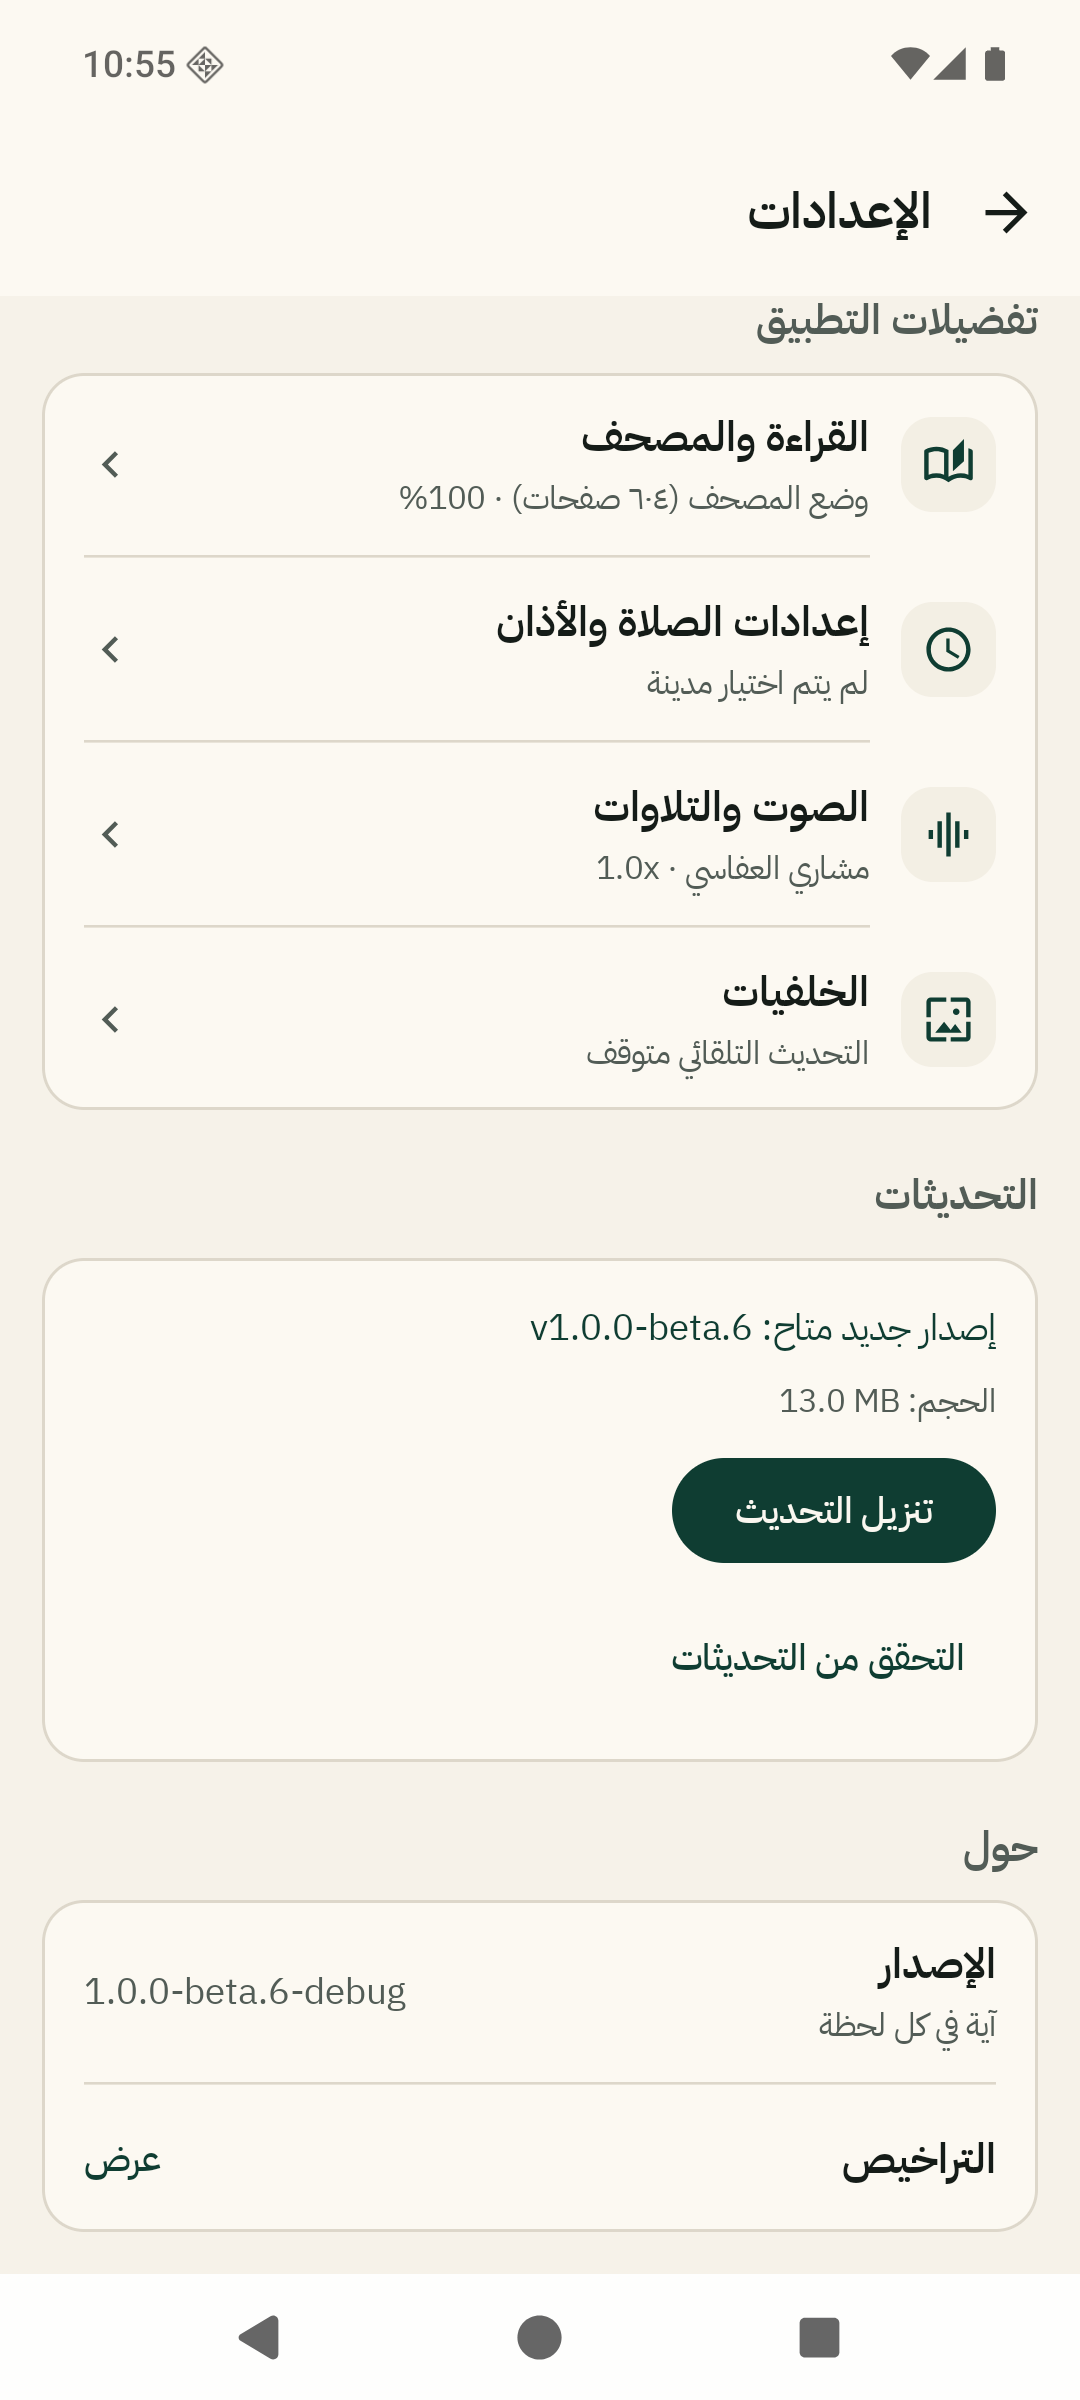 10:55
الإعدادات
تفضيلات التطبيق
القراءة والمصحف
وضع المصحف (٦٠٤ صفحات) · 100%
إعدادات الصلاة والأذان
لم يتم اختيار مدينة
الصوت والتلاوات
مشاري العفاسي · 1.0x
الخلفيات
التحديث التلقائي متوقف
التحديثات
إصدار جديد متاح: v1.0.0-beta.6
الحجم: 13.0 MB
تنزيل التحديث
التحقق من التحديثات
حول
الإصدار
1.0.0-beta.6-debug
آية في كل لحظة
التراخيص
عرض